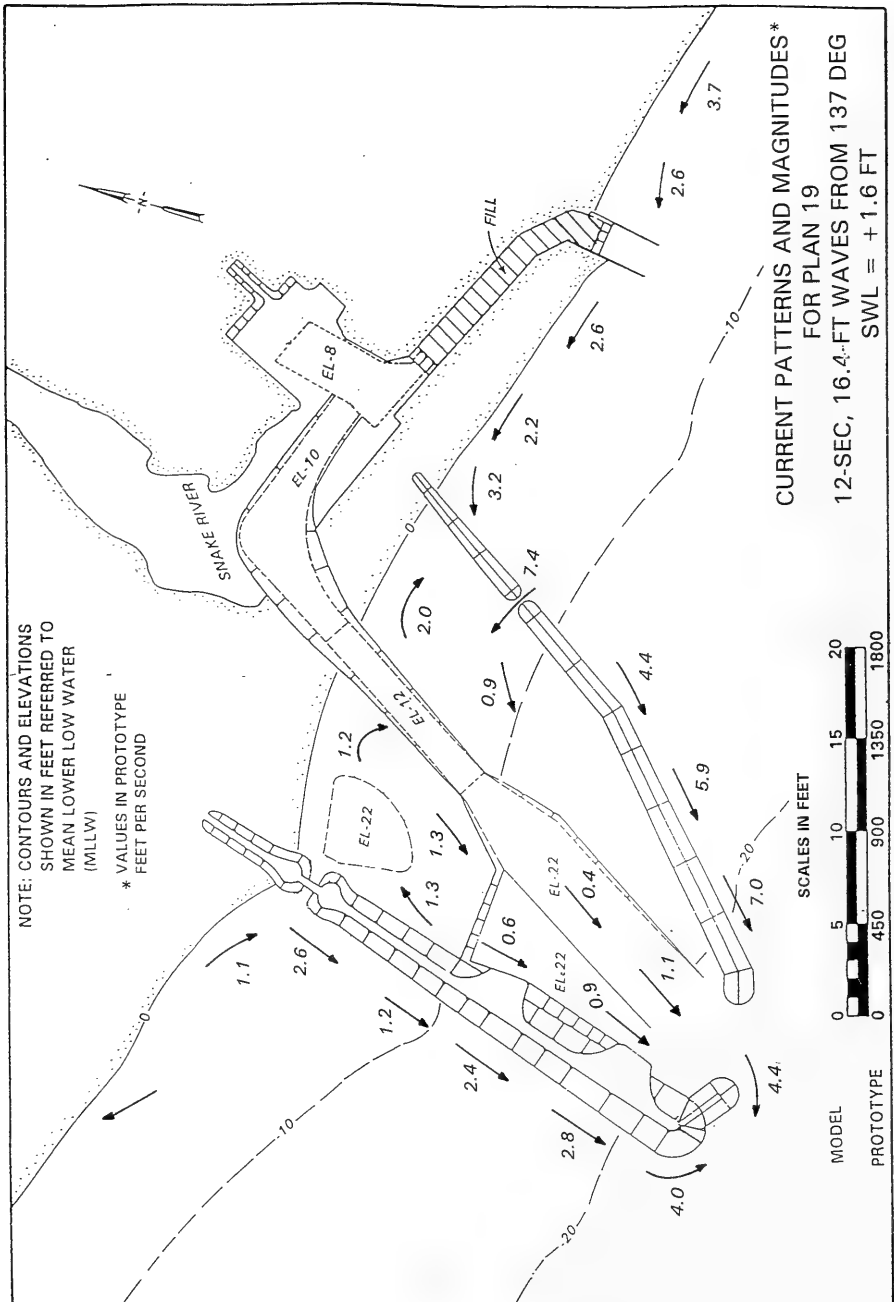 NOTE: CONTOURS AND ELEVATIONS
SHOWN IN FEET REFERRED TO
MEAN LOWER LOW WATER
(MLLW)
* VALUES IN PROTOTYPE
FEET PER SECOND
-N-
SNAKE RIVER
EL-8
EL-10
FILL
EL-12
EL-22
EL-22
EL-22
0
0
-10
-10
-20
-20
1.1
2.6
1.2
2.4
2.8
4.0
4.4
1.3
1.3
1.2
0.6
0.9
0.4
1.1
2.0
0.9
7.4
3.2
2.2
2.6
2.6
3.7
4.4
5.9
7.0
SCALES IN FEET
MODEL 0 5 10 15 20
PROTOTYPE 0 450 900 1350 1800
CURRENT PATTERNS AND MAGNITUDES*
FOR PLAN 19
12-SEC, 16.4-FT WAVES FROM 137 DEG
SWL = +1.6 FT